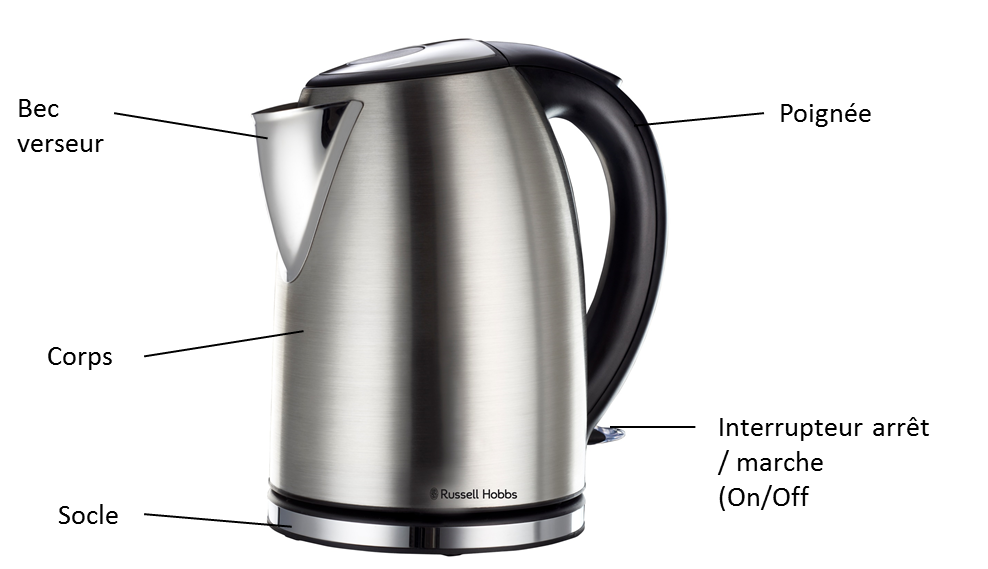 Bec
verseur
Poignée
Corps
Interrupteur arrêt
/ marche
(On/Off
Russell Hobbs
Socle